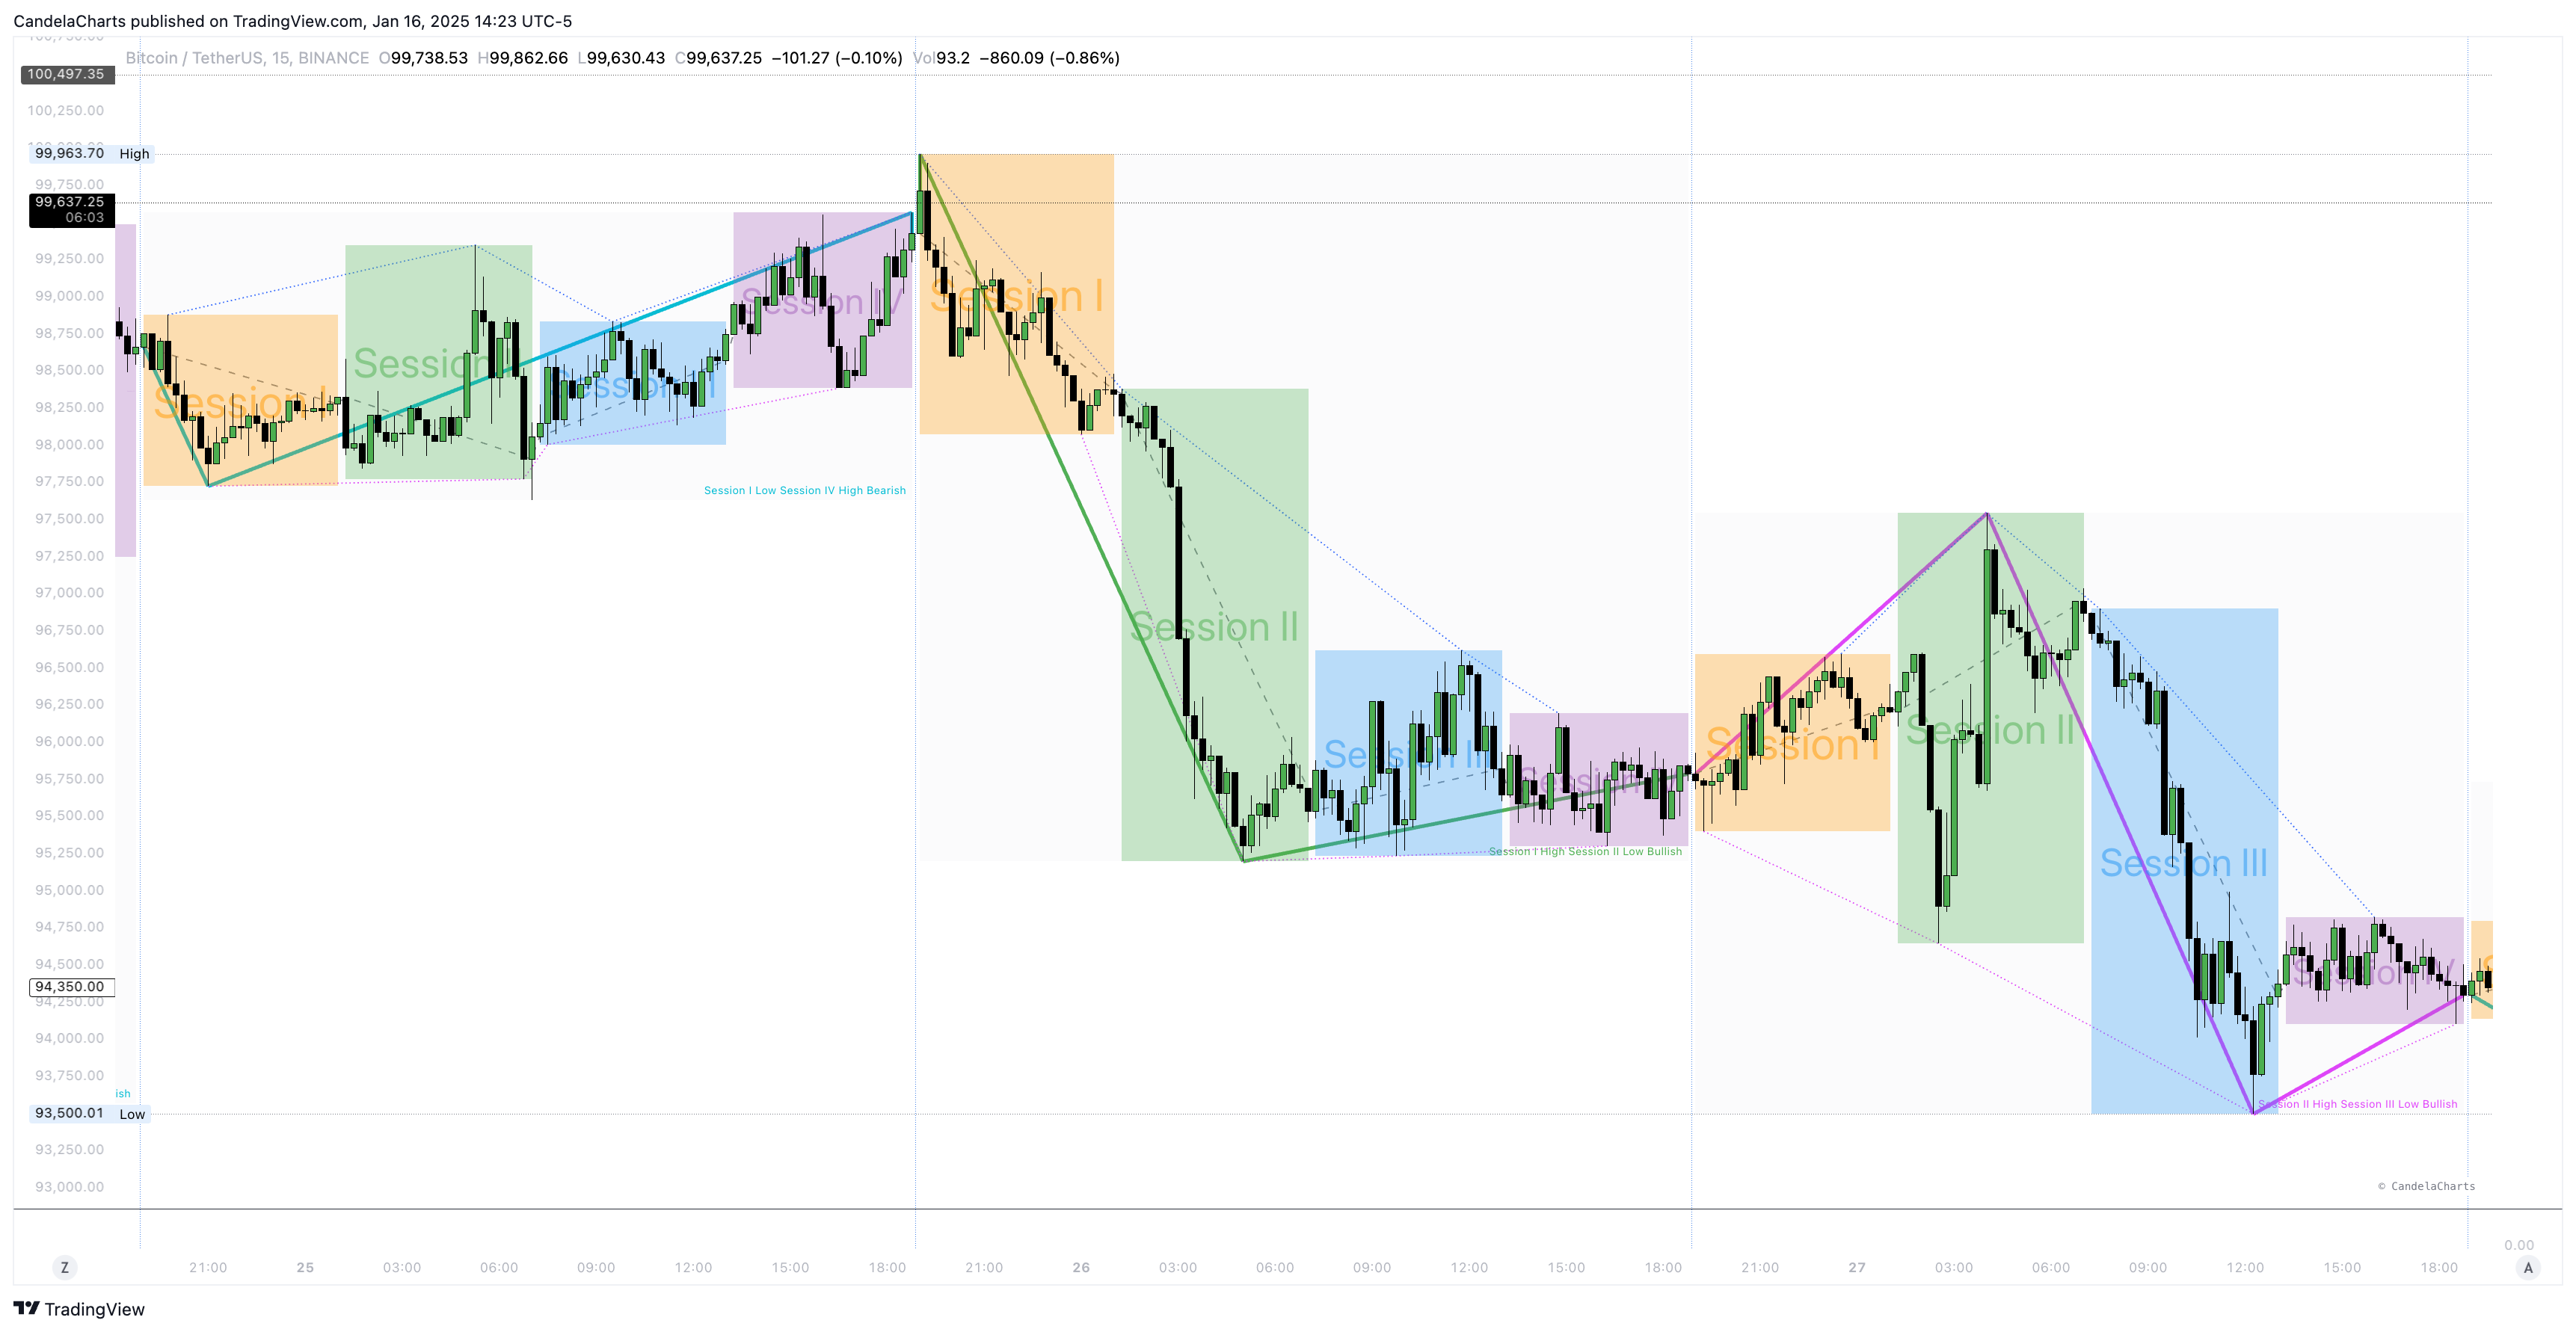 CandelaCharts published on TradingView.com, Jan 16, 2025 14:23 UTC-5
Bitcoin / TetherUS, 15, BINANCE O99,738.53 H99,862.66 L99,630.43 C99,637.25 −101.27 (−0.10%) Vol93.2 −860.09 (−0.86%)
100,497.35
100,250.00
99,963.70 High
99,750.00
99,637.25
06:03
99,250.00
99,000.00
98,750.00
98,500.00
98,250.00
98,000.00
97,750.00
97,500.00
97,250.00
97,000.00
96,750.00
96,500.00
96,250.00
96,000.00
95,750.00
95,500.00
95,250.00
95,000.00
94,750.00
94,500.00
94,350.00
94,250.00
94,000.00
93,750.00
93,500.01 Low
93,250.00
93,000.00
Session I
Session II
Session III
Session IV
Session I Low Session IV High Bearish
Session I
Session II
Session III
Session IV
Session I High Session II Low Bullish
Session I
Session II
Session III
Session IV
Session II High Session III Low Bullish
S
ish
© CandelaCharts
0.00
Z 21:00 25 03:00 06:00 09:00 12:00 15:00 18:00 21:00 26 03:00 06:00 09:00 12:00 15:00 18:00 21:00 27 03:00 06:00 09:00 12:00 15:00 18:00 A
TradingView